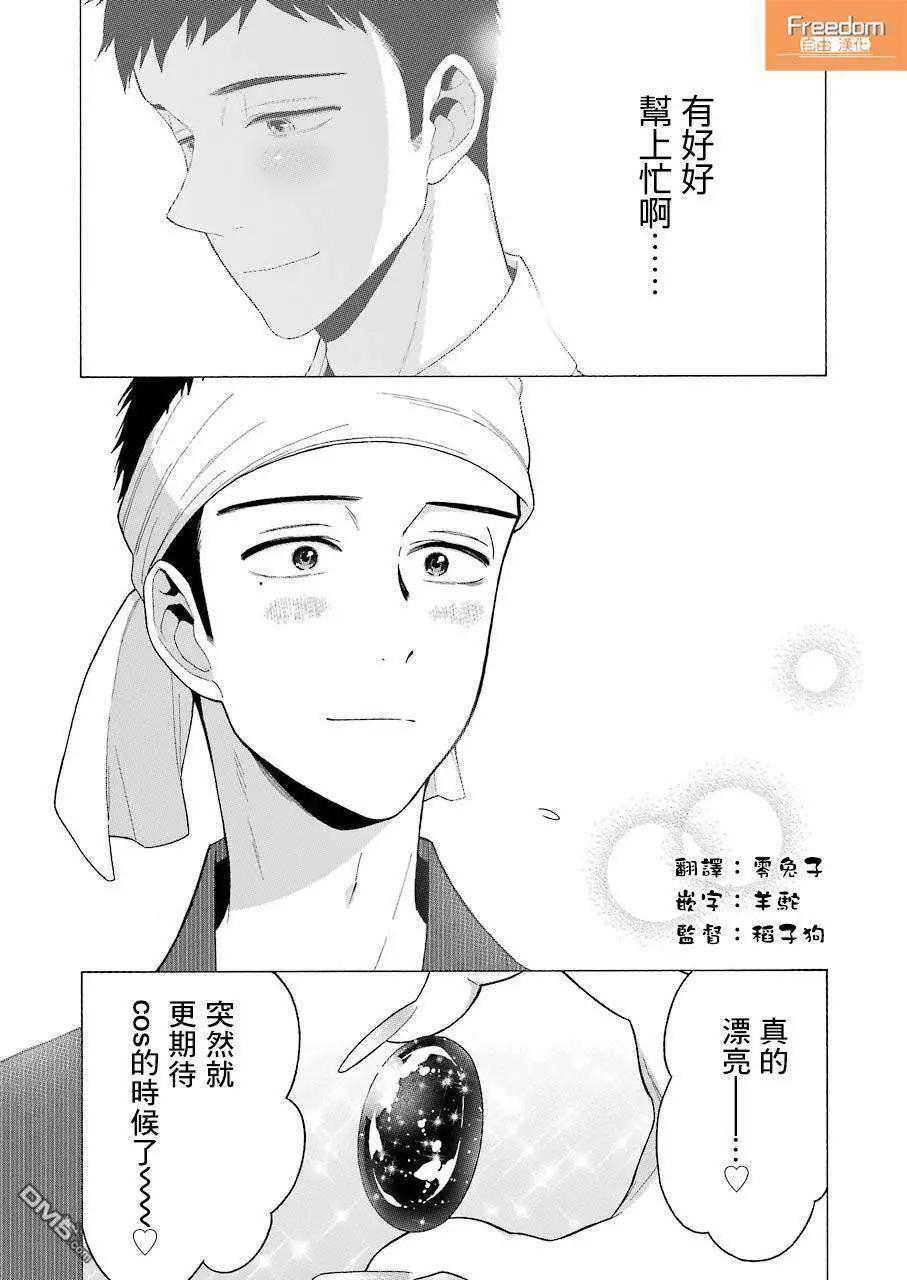 Freedom
自由 漢化
有好好
幫上忙啊……
翻譯：零兔子
嵌字：羊駝
監督：稻子狗
真的
漂亮——……♡
突然就
更期待
cos的時候了~~~~♡
DM5.com